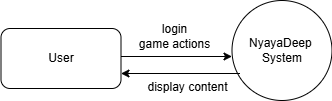 login
game actions
User
NyayaDeep
System
display content